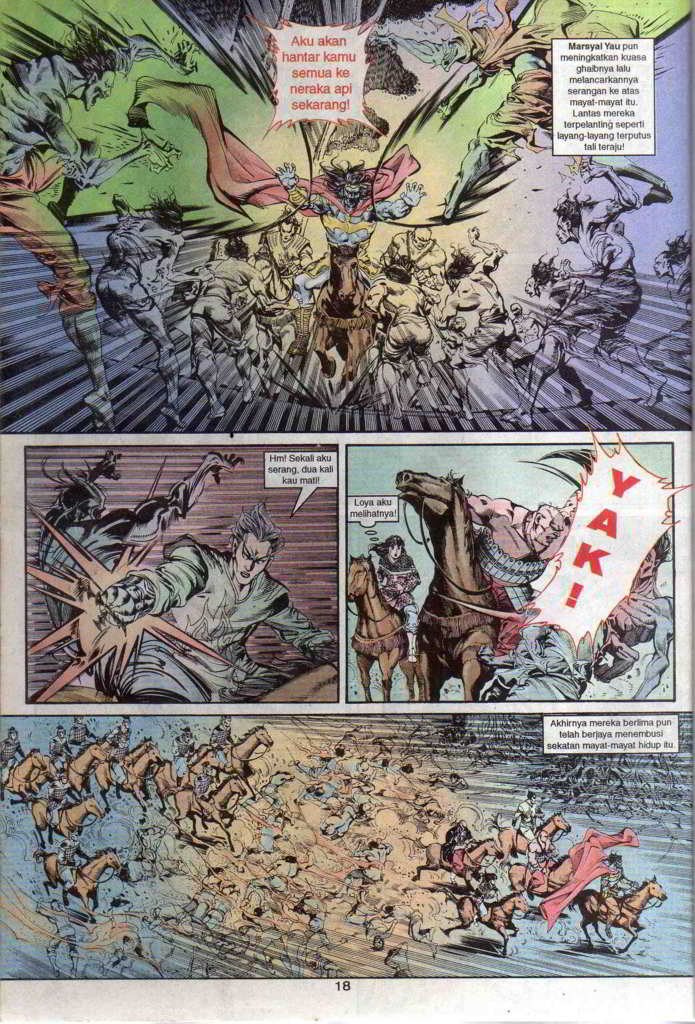 Aku akan
hantar kamu
semua ke
neraka api
sekarang!
Marsyal Yau pun
meningkatkan kuasa
ghaibnya lalu
melancarkannya
serangan ke atas
mayat-mayat itu.
Lantas mereka
terpelanting seperti
layang-layang terputus
tali teraju!
Hm! Sekali aku
serang, dua kali
kau mati!
Loya aku
melihatnya!
YAK!
Akhirnya mereka berlima pun
telah berjaya menembusi
sekatan mayat-mayat hidup itu.
18